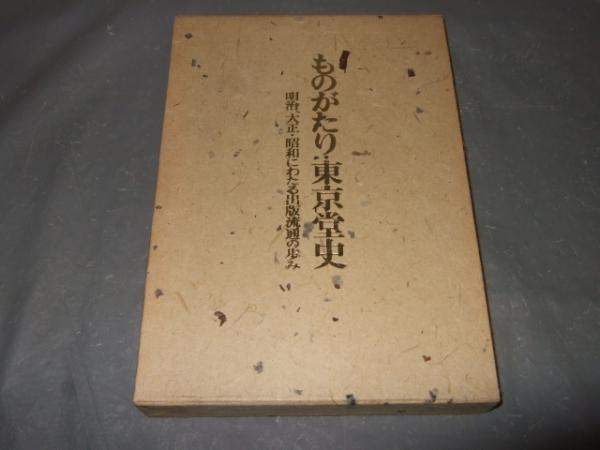 ものがたり・東京堂史
明治・大正・昭和にわたる出版流通の歩み